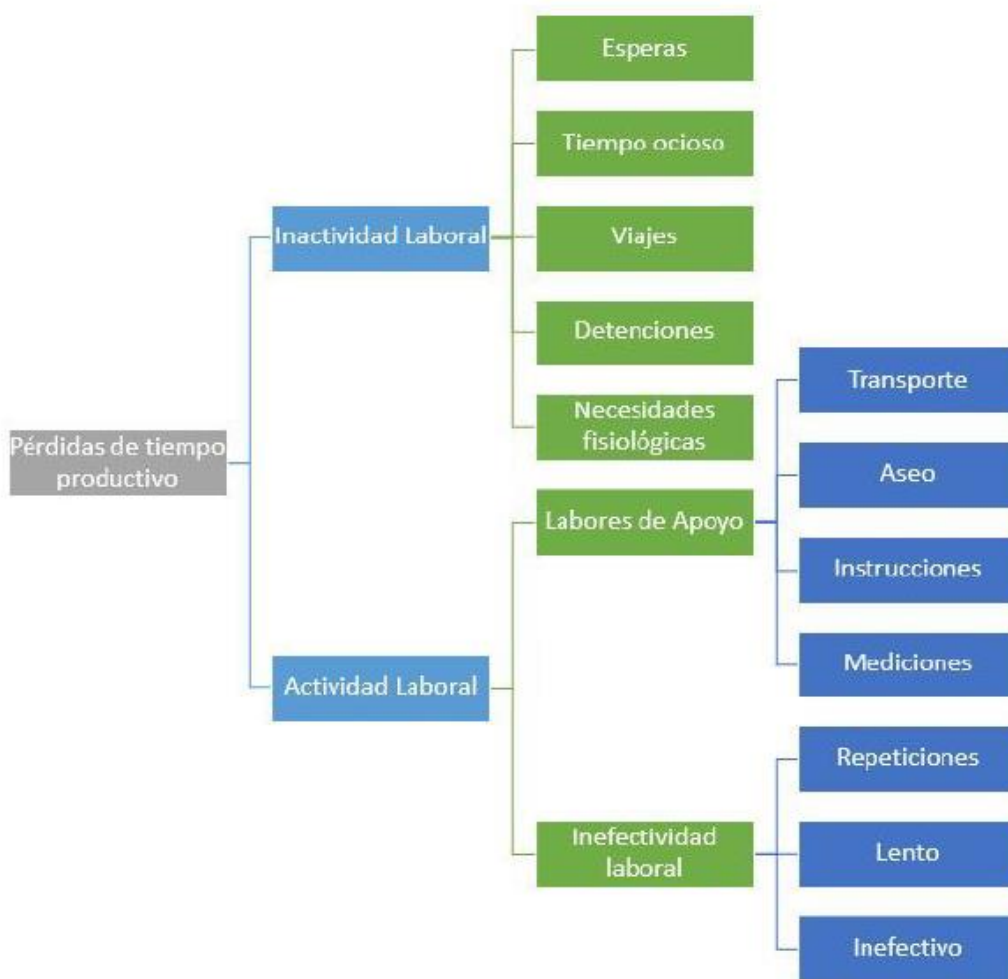 Esperas
Tiempo ocioso
Inactividad Laboral
Viajes
Detenciones
Necesidades
fisiológicas
Pérdidas de tiempo
productivo
Labores de Apoyo
Transporte
Aseo
Instrucciones
Mediciones
Actividad Laboral
Inefectividad
laboral
Repeticiones
Lento
Inefectivo